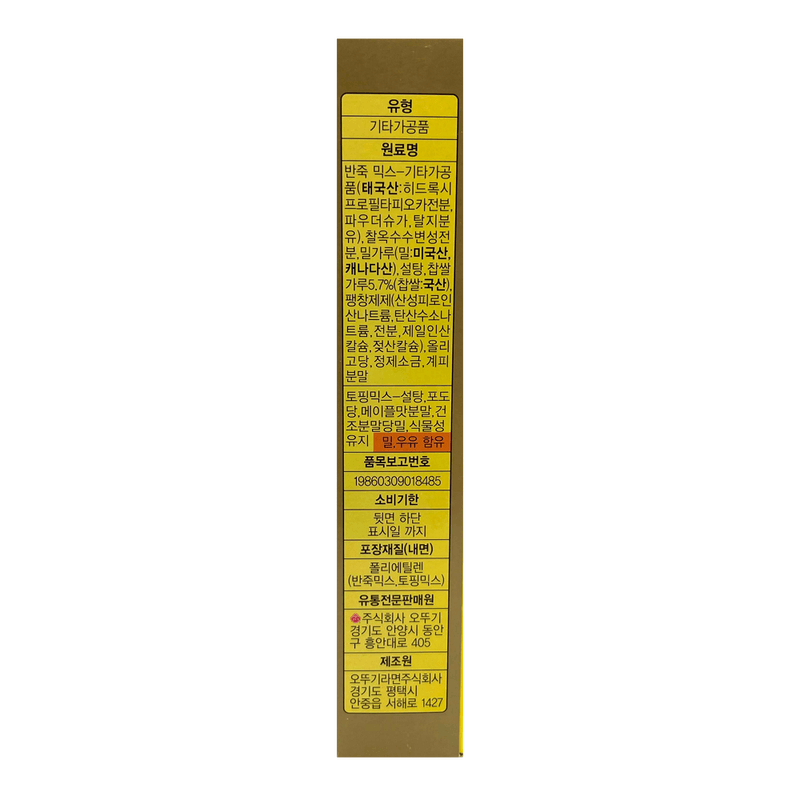 유형
기타가공품
원료명
반죽 믹스-기타가공
품(태국산:히드록시
프로필타피오카전분,
파우더슈가,탈지분
유),찰옥수수변성전
분,밀가루(밀:미국산,
캐나다산),설탕,찹쌀
가루5.7%(찹쌀:국산),
팽창제제(산성피로인
산나트륨,탄산수소나
트륨,전분,제일인산
칼슘,젖산칼슘),올리
고당,정제소금,계피
분말
토핑믹스-설탕,포도
당,메이플맛분말,건
조분말당밀,식물성
유지 밀,우유 함유
품목보고번호
19860309018485
소비기한
뒷면 하단
표시일 까지
포장재질(내면)
폴리에틸렌
(반죽믹스,토핑믹스)
유통전문판매원
주식회사 오뚜기
경기도 안양시 동안
구 흥안대로 405
제조원
오뚜기라면주식회사
경기도 평택시
안중읍 서해로 1427